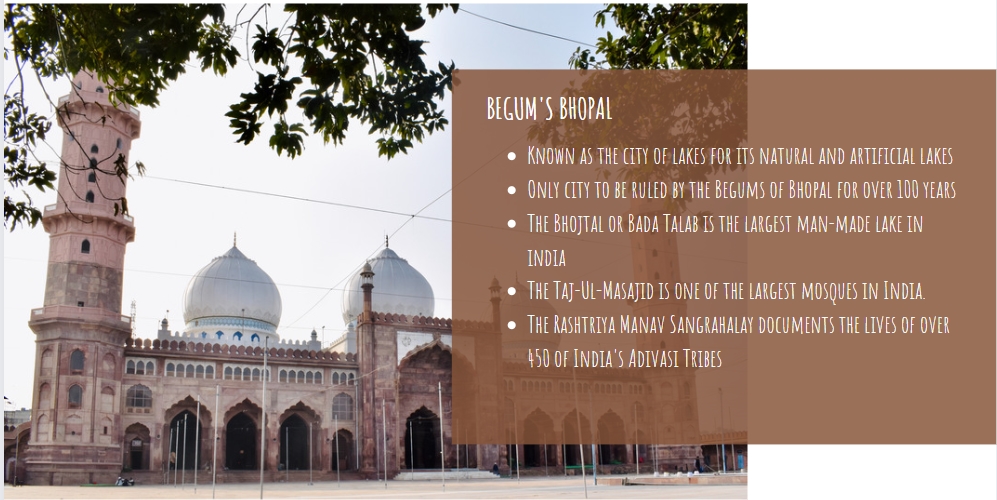 BEGUM'S BHOPAL
• KNOWN AS THE CITY OF LAKES FOR ITS NATURAL AND ARTIFICIAL LAKES
• ONLY CITY TO BE RULED BY THE BEGUMS OF BHOPAL FOR OVER 100 YEARS
• THE BHOJTAL OR BADA TALAB IS THE LARGEST MAN-MADE LAKE IN
INDIA
• THE TAJ-UL-MASAJID IS ONE OF THE LARGEST MOSQUES IN INDIA.
• THE RASHTRIYA MANAV SANGRAHALAY DOCUMENTS THE LIVES OF OVER
450 OF INDIA'S ADIVASI TRIBES